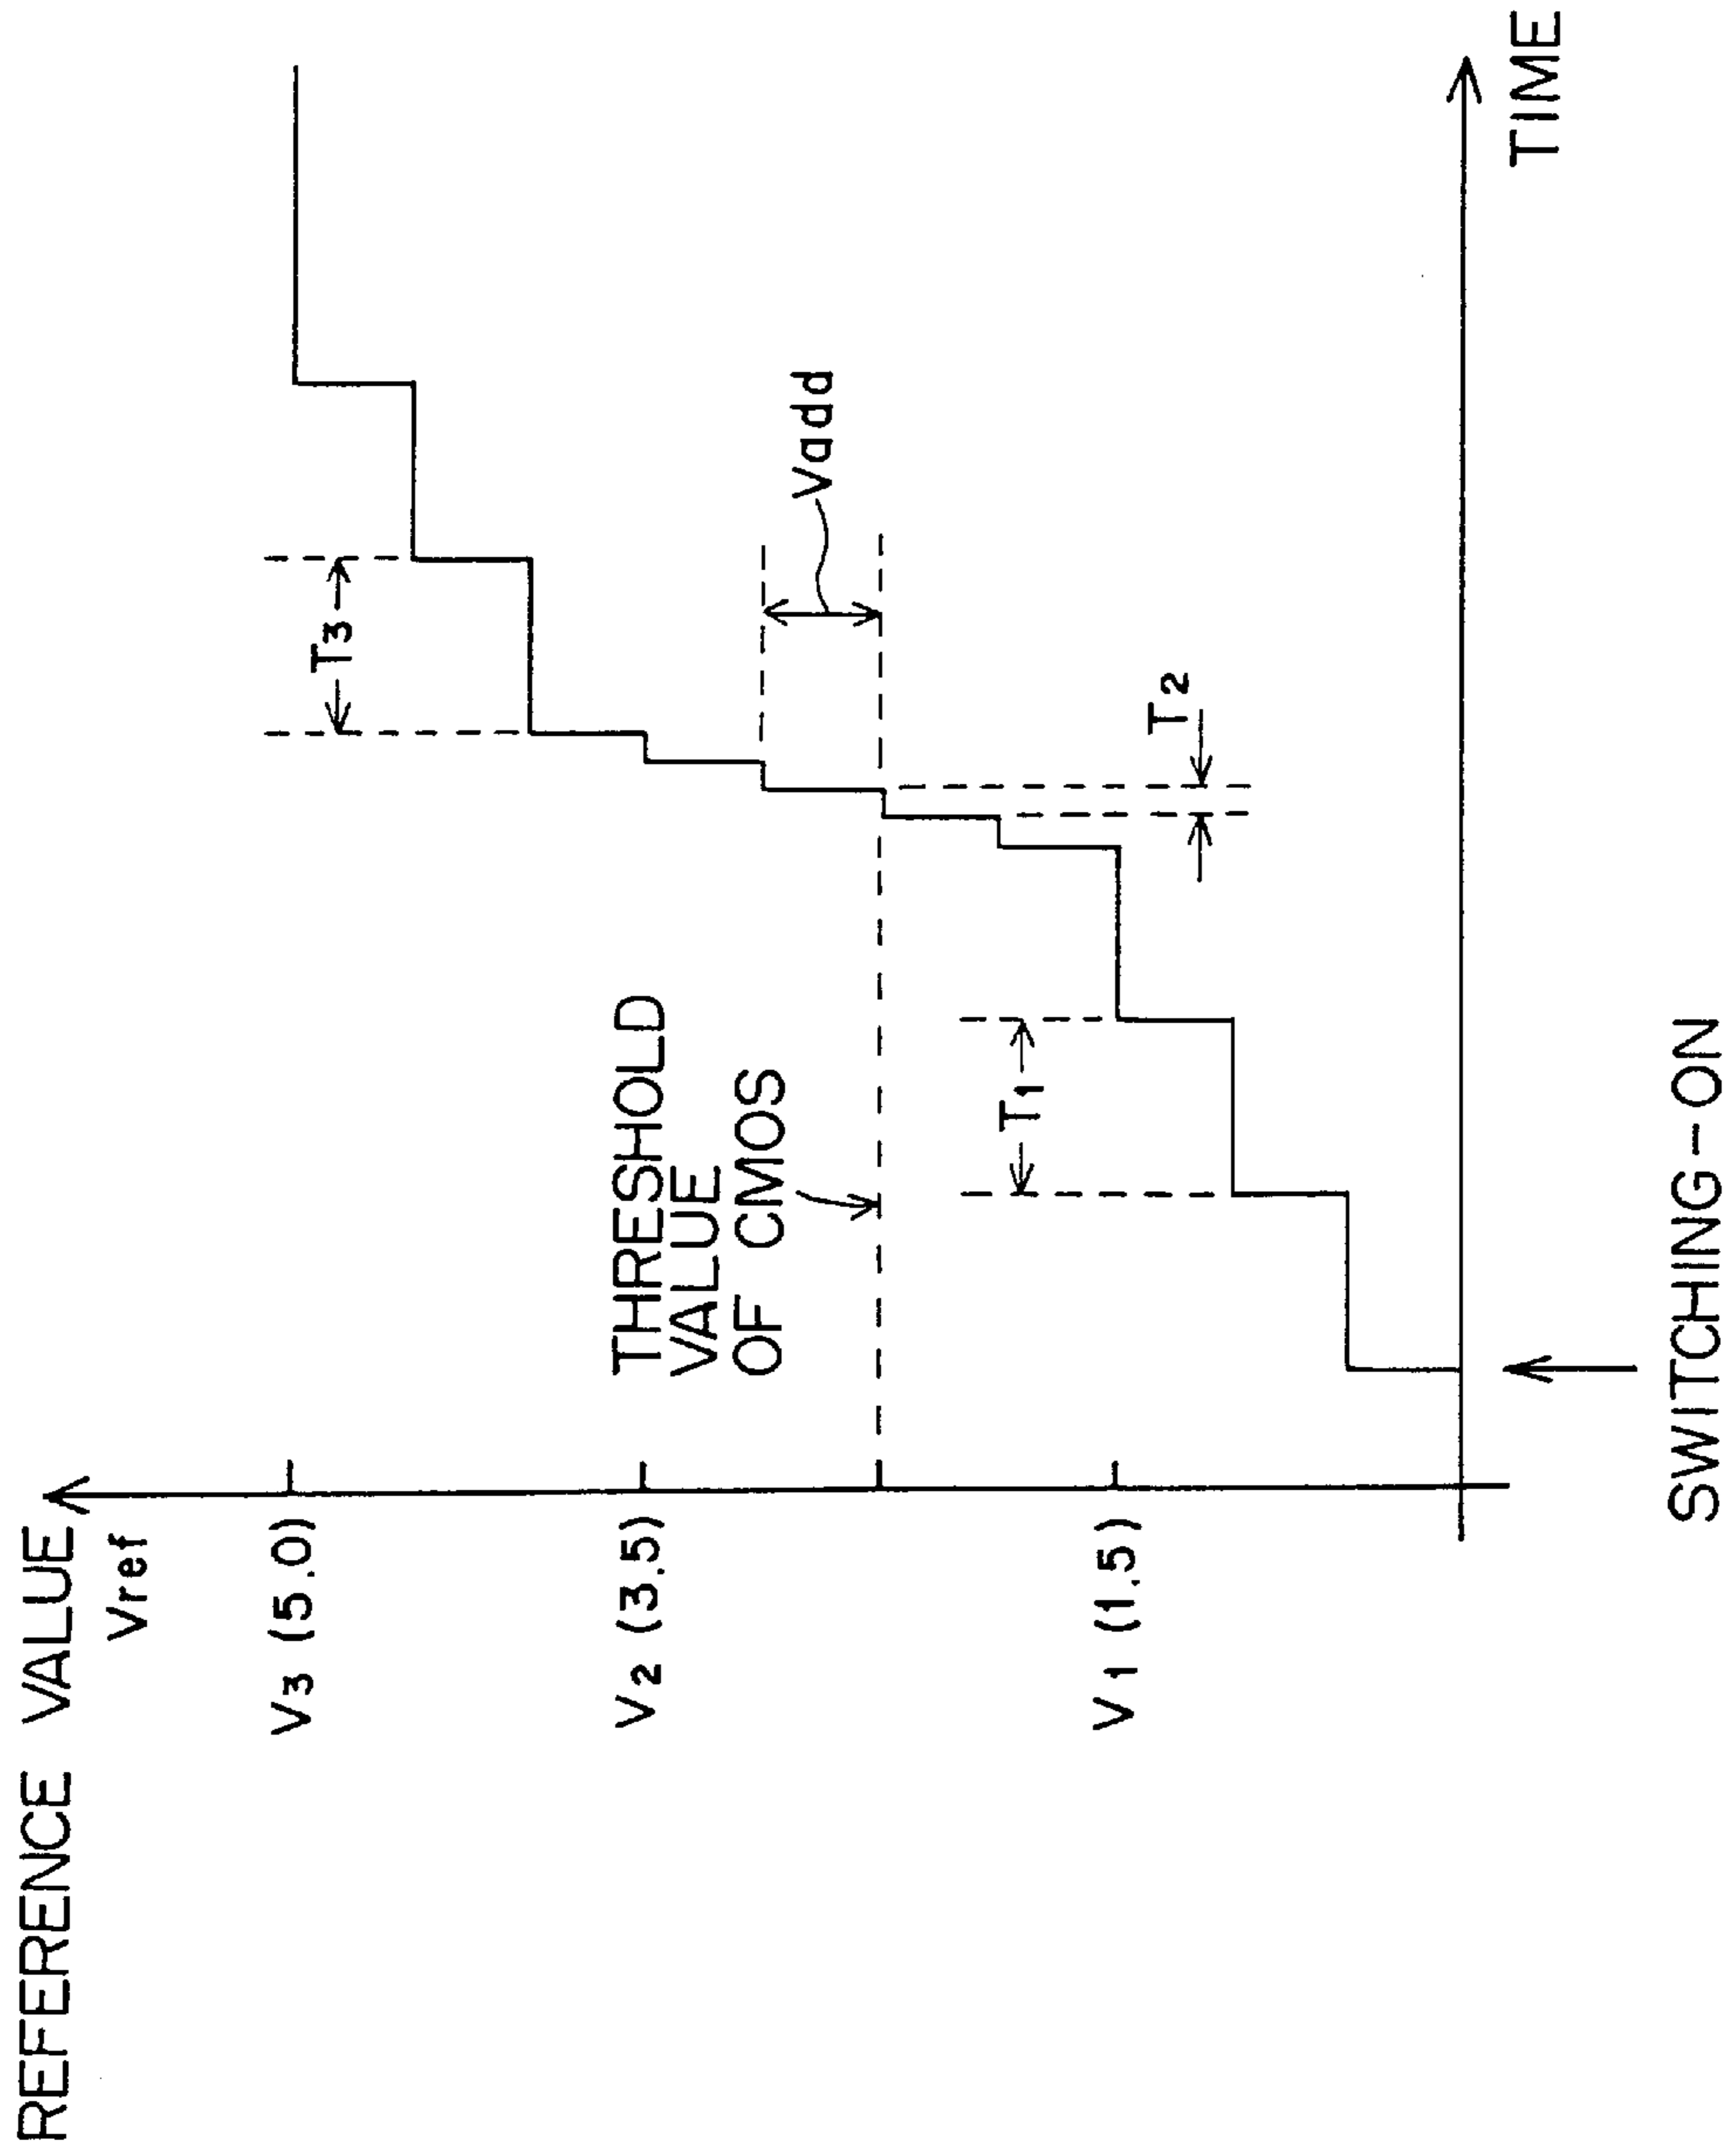 REFERENCE VALUE
Vref
V3 (5.0)
V2 (3.5)
V1 (1.5)
THRESHOLD
VALUE
OF CMOS
T1
T2
T3
Vadd
SWITCHING-ON
TIME